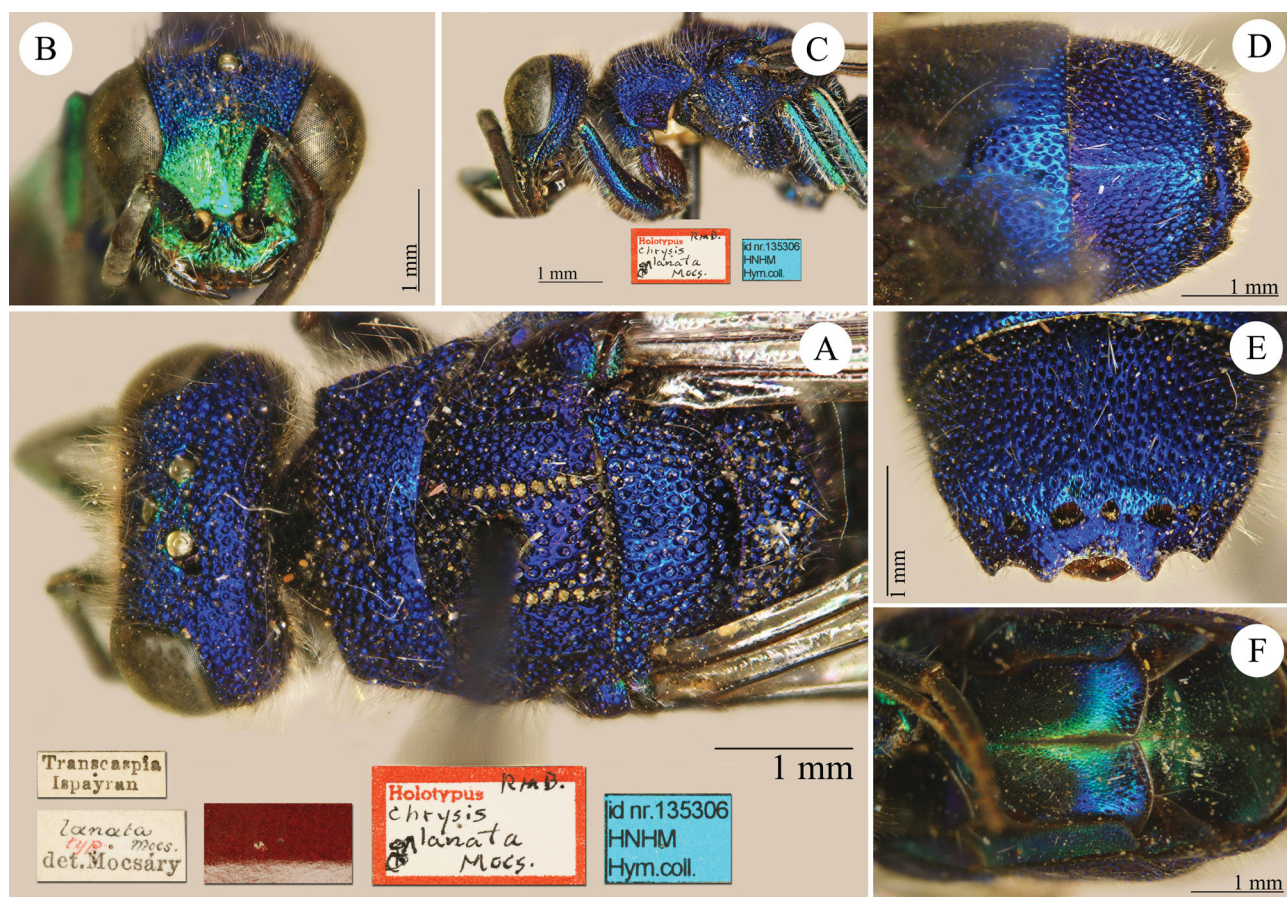 B
C
Holotypus RmB.
chrysis
lanata
Mocs.
id nr.135306
HNHM
Hym.coll.
1 mm
1 mm
D
1 mm
A
1 mm
Transcaspia
Ispayran
lanata
typ. Mocs.
det.Mocsáry
Holotypus RmB.
chrysis
lanata
Mocs.
id nr.135306
HNHM
Hym.coll.
E
1 mm
F
1 mm